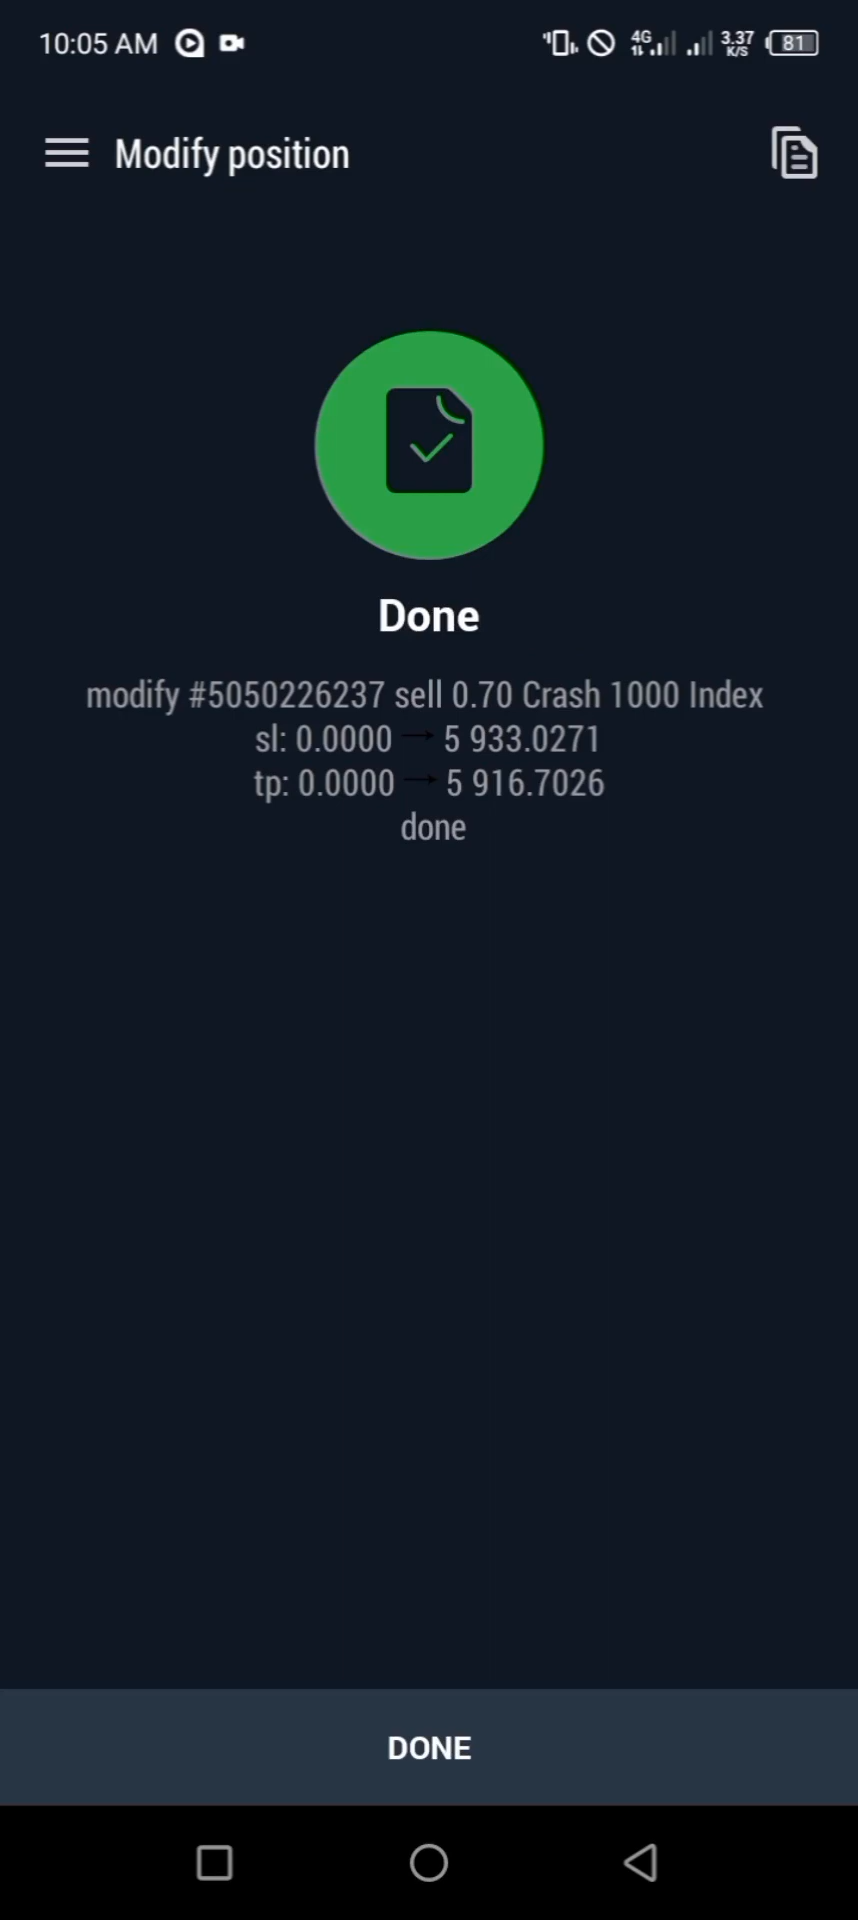 10:05 AM 4G 3.37 K/S 81
Modify position
Done
modify #5050226237 sell 0.70 Crash 1000 Index
sl: 0.0000 → 5 933.0271
tp: 0.0000 → 5 916.7026
done
DONE